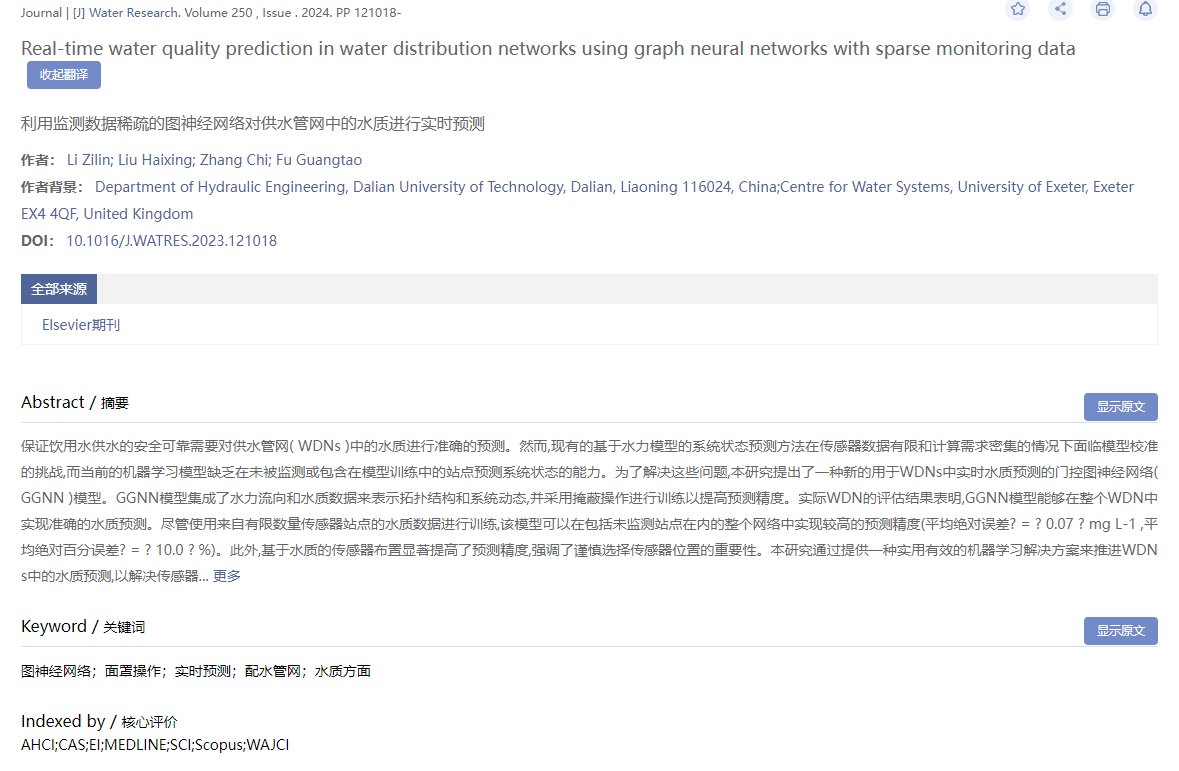 Journal | [J] Water Research. Volume 250 , Issue . 2024. PP 121018-
Real-time water quality prediction in water distribution networks using graph neural networks with sparse monitoring data
收起翻译
利用监测数据稀疏的图神经网络对供水管网中的水质进行实时预测
作者： Li Zilin; Liu Haixing; Zhang Chi; Fu Guangtao
作者背景： Department of Hydraulic Engineering, Dalian University of Technology, Dalian, Liaoning 116024, China;Centre for Water Systems, University of Exeter, Exeter
EX4 4QF, United Kingdom
DOI： 10.1016/J.WATRES.2023.121018
全部来源
Elsevier期刊
Abstract / 摘要
显示原文
保证饮用水供水的安全可靠需要对供水管网( WDNs )中的水质进行准确的预测。然而,现有的基于水力模型的系统状态预测方法在传感器数据有限和计算需求密集的情况下面临模型校准
的挑战,而当前的机器学习模型缺乏在未被监测或包含在模型训练中的站点预测系统状态的能力。为了解决这些问题,本研究提出了一种新的用于WDNs中实时水质预测的门控图神经网络(
GGNN )模型。GGNN模型集成了水力流向和水质数据来表示拓扑结构和系统动态,并采用掩蔽操作进行训练以提高预测精度。实际WDN的评估结果表明,GGNN模型能够在整个WDN中
实现准确的水质预测。尽管使用来自有限数量传感器站点的水质数据进行训练,该模型可以在包括未监测站点在内的整个网络中实现较高的预测精度(平均绝对误差? = ? 0.07 ? mg L-1 ,平
均绝对百分误差? = ? 10.0 ? %)。此外,基于水质的传感器布置显著提高了预测精度,强调了谨慎选择传感器位置的重要性。本研究通过提供一种实用有效的机器学习解决方案来推进WDN
s中的水质预测,以解决传感器... 更多
Keyword / 关键词
显示原文
图神经网络；面罩操作；实时预测；配水管网；水质方面
Indexed by / 核心评价
AHCI;CAS;EI;MEDLINE;SCI;Scopus;WAJCI